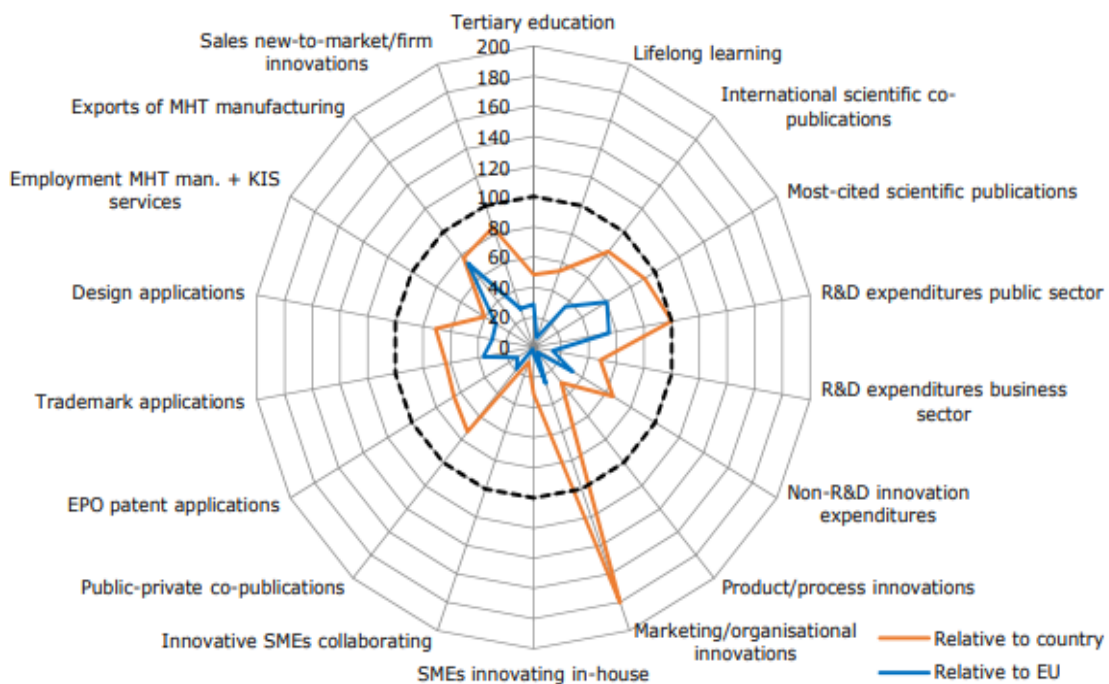 Tertiary education
Sales new-to-market/firm
innovations
Lifelong learning
Exports of MHT manufacturing
International scientific co-
publications
Employment MHT man. + KIS
services
Most-cited scientific publications
Design applications
R&D expenditures public sector
Trademark applications
R&D expenditures business
sector
EPO patent applications
Non-R&D innovation
expenditures
Public-private co-publications
Product/process innovations
Innovative SMEs collaborating
Marketing/organisational
innovations
SMEs innovating in-house
200
180
160
140
120
100
80
60
40
20
0
Relative to country
Relative to EU